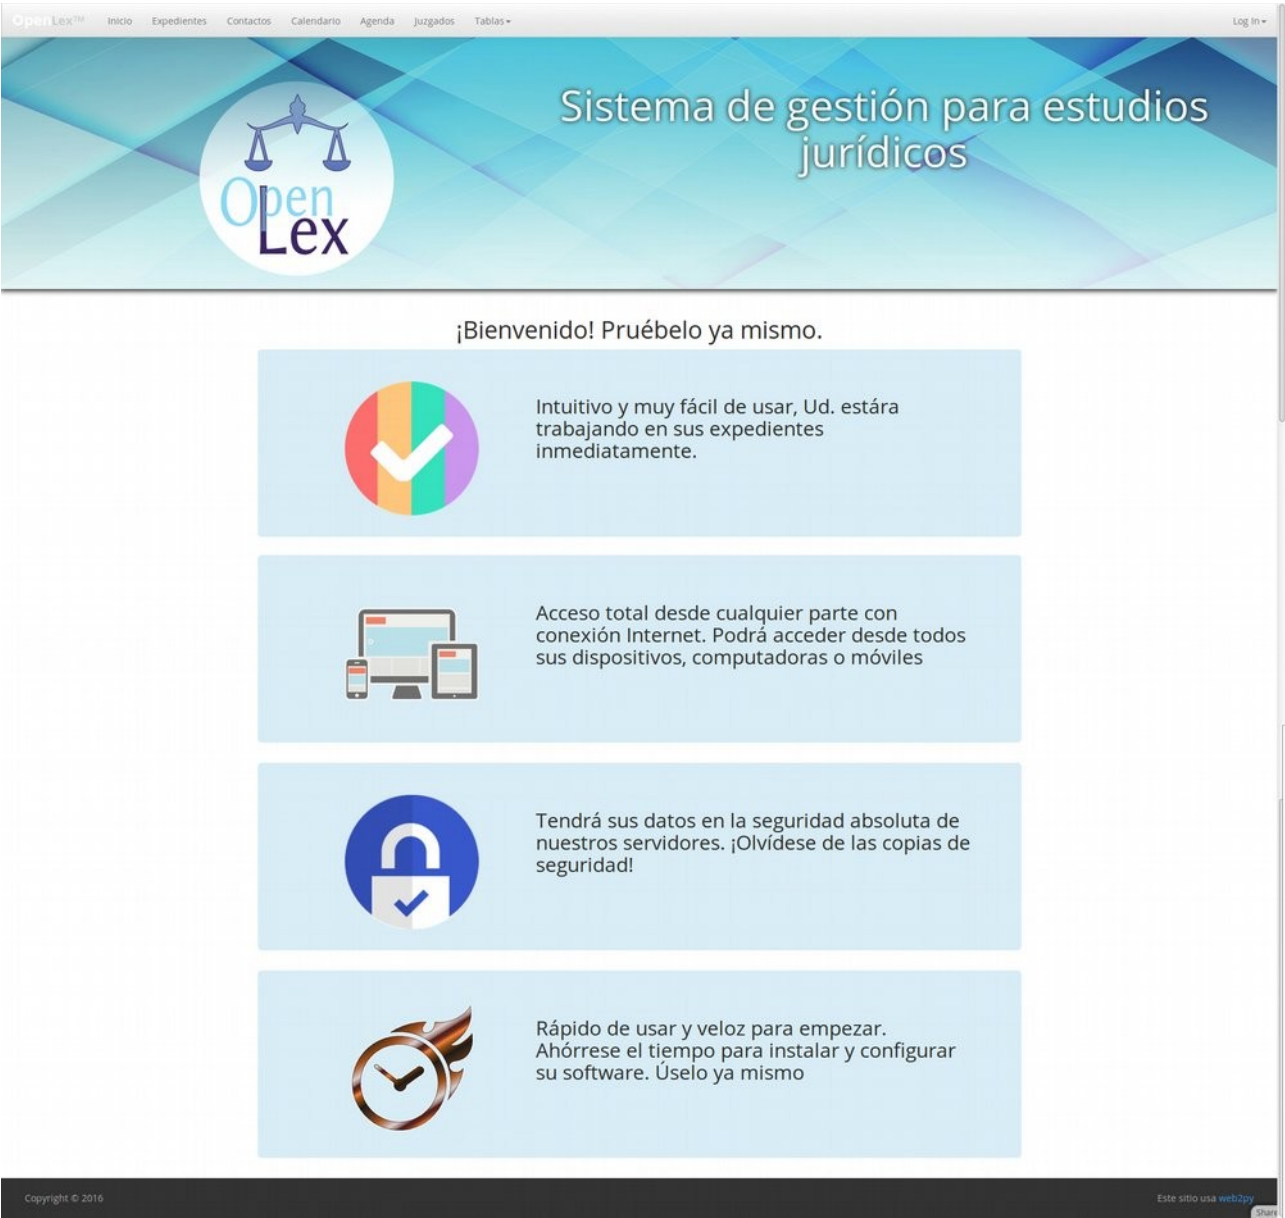 OpenLex™ Inicio Expedientes Contactos Calendario Agenda Juzgados Tablas Log In
Sistema de gestión para estudios
jurídicos
Open
Lex
¡Bienvenido! Pruébelo ya mismo.
Intuitivo y muy fácil de usar, Ud. estára
trabajando en sus expedientes
inmediatamente.
Acceso total desde cualquier parte con
conexión Internet. Podrá acceder desde todos
sus dispositivos, computadoras o móviles
Tendrá sus datos en la seguridad absoluta de
nuestros servidores. ¡Olvídese de las copias de
seguridad!
Rápido de usar y veloz para empezar.
Ahórrese el tiempo para instalar y configurar
su software. Úselo ya mismo
Copyright © 2016 Este sitio usa web2py
Share